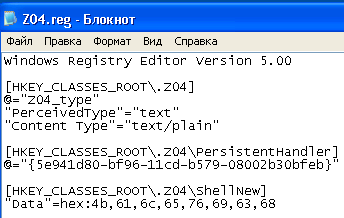 Z04.reg - Блокнот
Файл Правка Формат Вид Справка
Windows Registry Editor Version 5.00
[HKEY_CLASSES_ROOT\.Z04]
@="Z04_type"
"PerceivedType"="text"
"Content Type"="text/plain"
[HKEY_CLASSES_ROOT\.Z04\PersistentHandler]
@="{5e941d80-bf96-11cd-b579-08002b30bfeb}"
[HKEY_CLASSES_ROOT\.Z04\ShellNew]
"Data"=hex:4b,61,6c,65,76,69,63,68